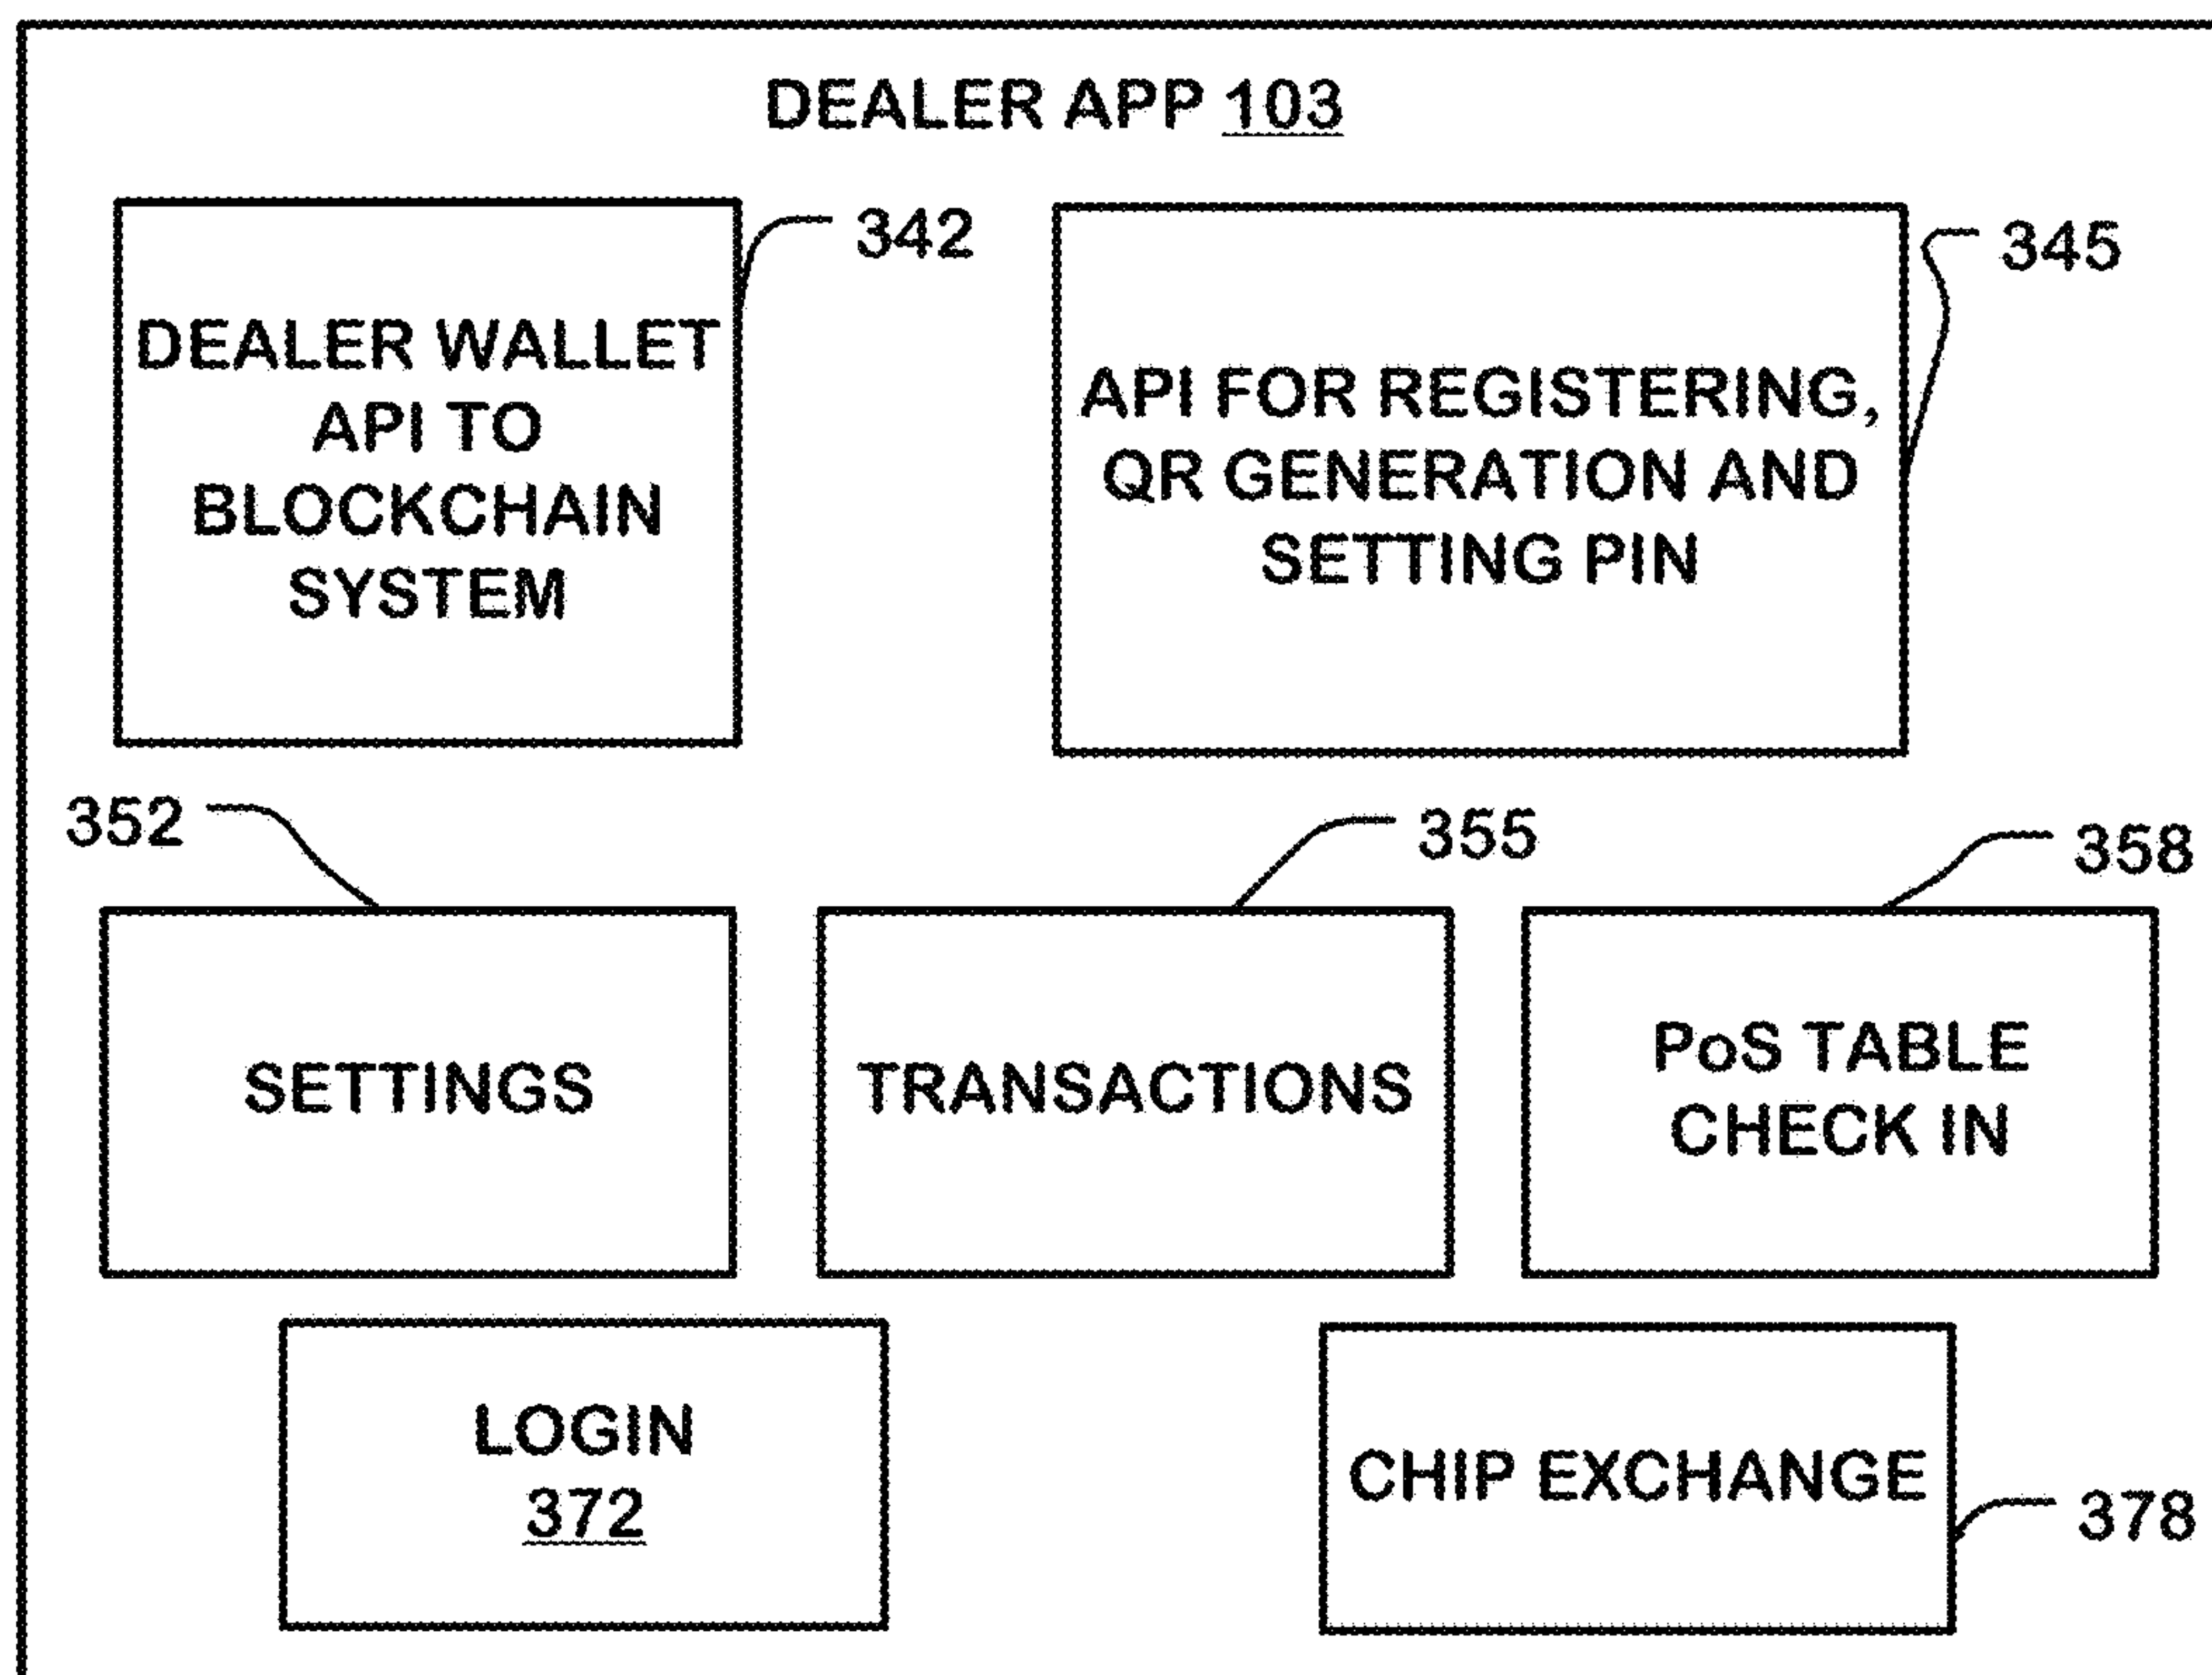 DEALER APP 103
342
345
DEALER WALLET
API TO
BLOCKCHAIN
SYSTEM
API FOR REGISTERING,
QR GENERATION AND
SETTING PIN
352
355
358
SETTINGS
TRANSACTIONS
PoS TABLE
CHECK IN
LOGIN
372
CHIP EXCHANGE
378